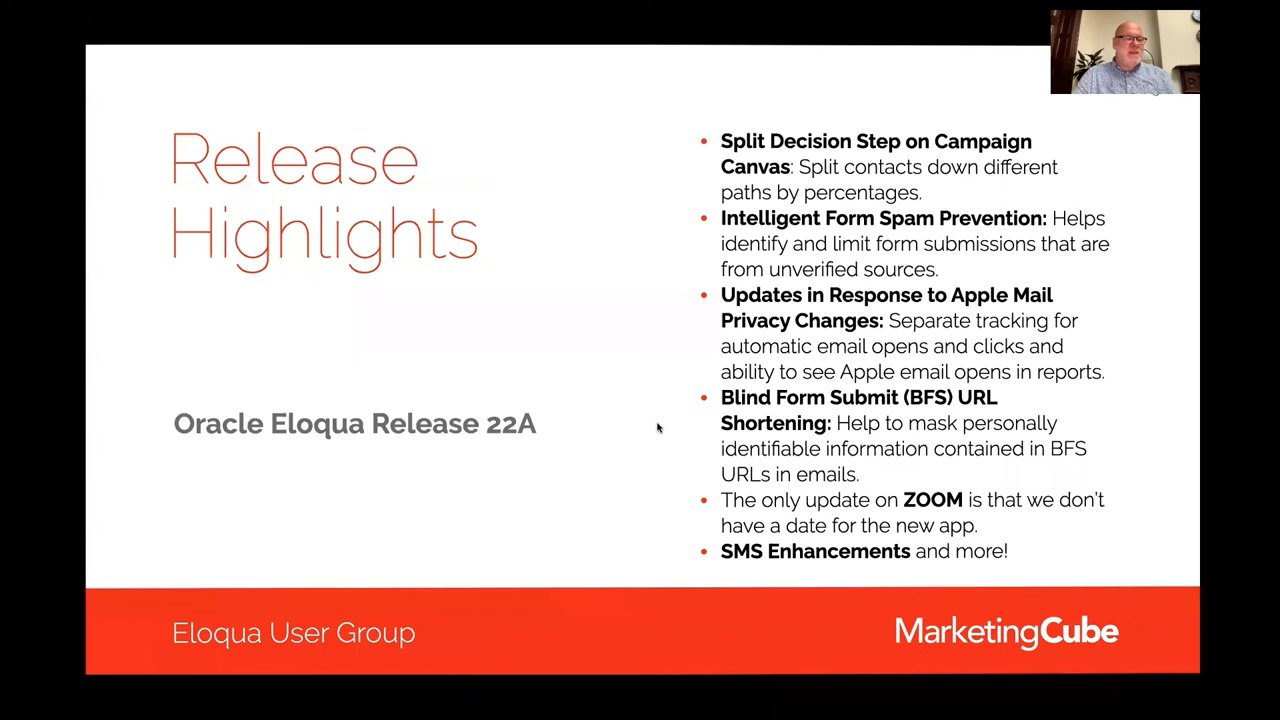 Release
Highlights
Oracle Eloqua Release 22A
• Split Decision Step on Campaign
Canvas: Split contacts down different
paths by percentages.
• Intelligent Form Spam Prevention: Helps
identify and limit form submissions that are
from unverified sources.
• Updates in Response to Apple Mail
Privacy Changes: Separate tracking for
automatic email opens and clicks and
ability to see Apple email opens in reports.
• Blind Form Submit (BFS) URL
Shortening: Help to mask personally
identifiable information contained in BFS
URLs in emails.
• The only update on ZOOM is that we don't
have a date for the new app.
• SMS Enhancements and more!
Eloqua User Group
MarketingCube